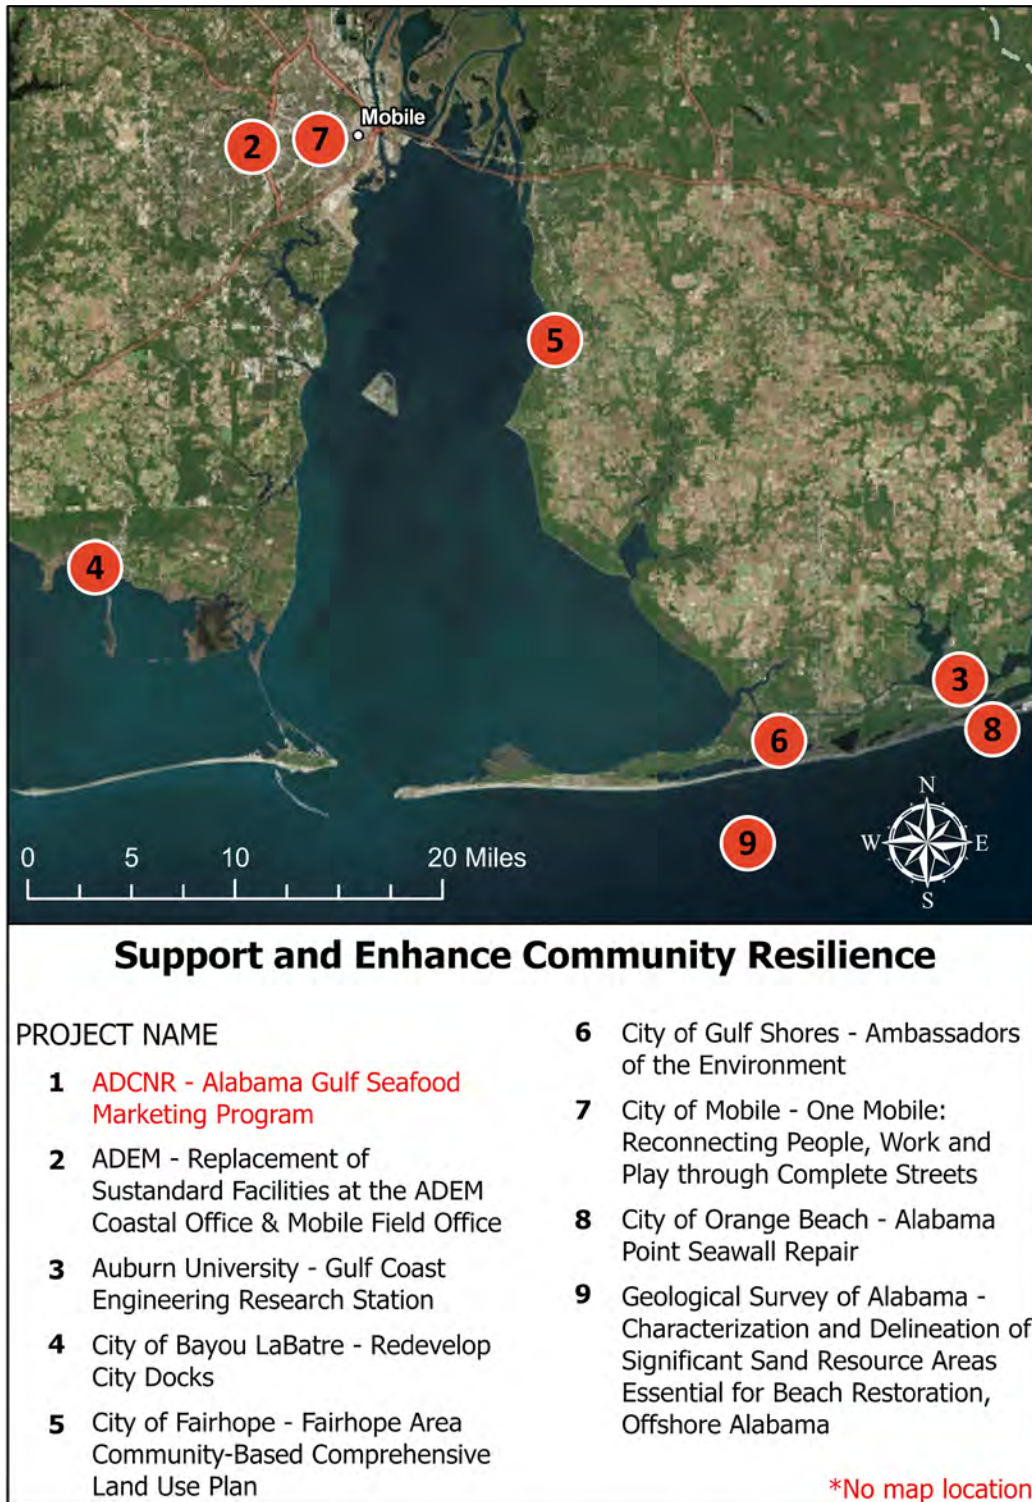 Mobile
2
7
5
4
3
8
6
9
N
W
E
S
0 5 10 20 Miles
Support and Enhance Community Resilience
PROJECT NAME
1 ADCNR - Alabama Gulf Seafood
Marketing Program
2 ADEM - Replacement of
Sustandard Facilities at the ADEM
Coastal Office & Mobile Field Office
3 Auburn University - Gulf Coast
Engineering Research Station
4 City of Bayou LaBatre - Redevelop
City Docks
5 City of Fairhope - Fairhope Area
Community-Based Comprehensive
Land Use Plan
6 City of Gulf Shores - Ambassadors
of the Environment
7 City of Mobile - One Mobile:
Reconnecting People, Work and
Play through Complete Streets
8 City of Orange Beach - Alabama
Point Seawall Repair
9 Geological Survey of Alabama -
Characterization and Delineation of
Significant Sand Resource Areas
Essential for Beach Restoration,
Offshore Alabama
*No map location